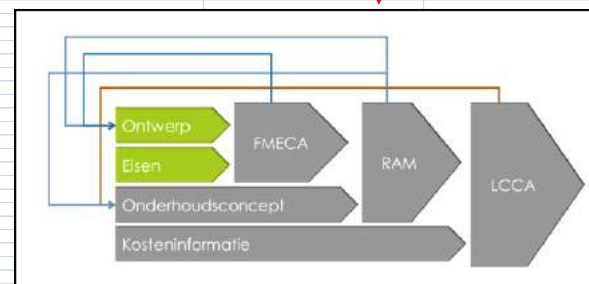 Ontwerp
FMECA
Eisen
RAM
LCCA
Onderhoudsconcept
Kosteninformatie